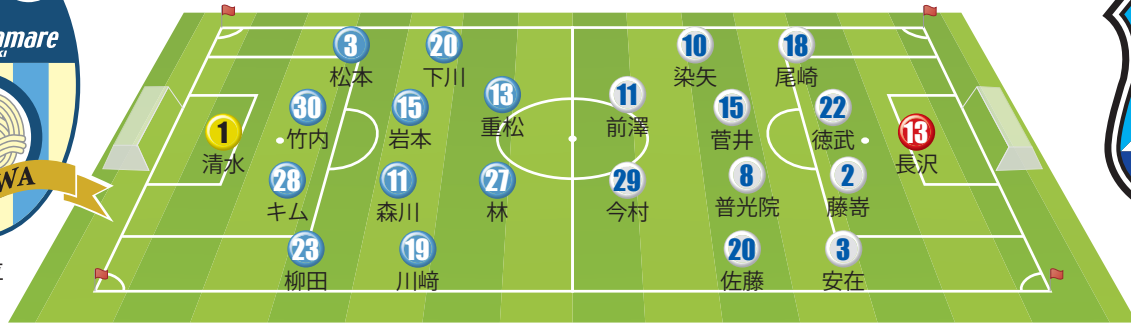 amare
WA
3
松本
20
下川
30
竹内
15
岩本
13
重松
1
清水
28
キム
11
森川
27
林
23
柳田
19
川﨑
10
染矢
18
尾崎
11
前澤
15
菅井
22
徳武
13
長沢
29
今村
8
普光院
2
藤嵜
20
佐藤
3
安在